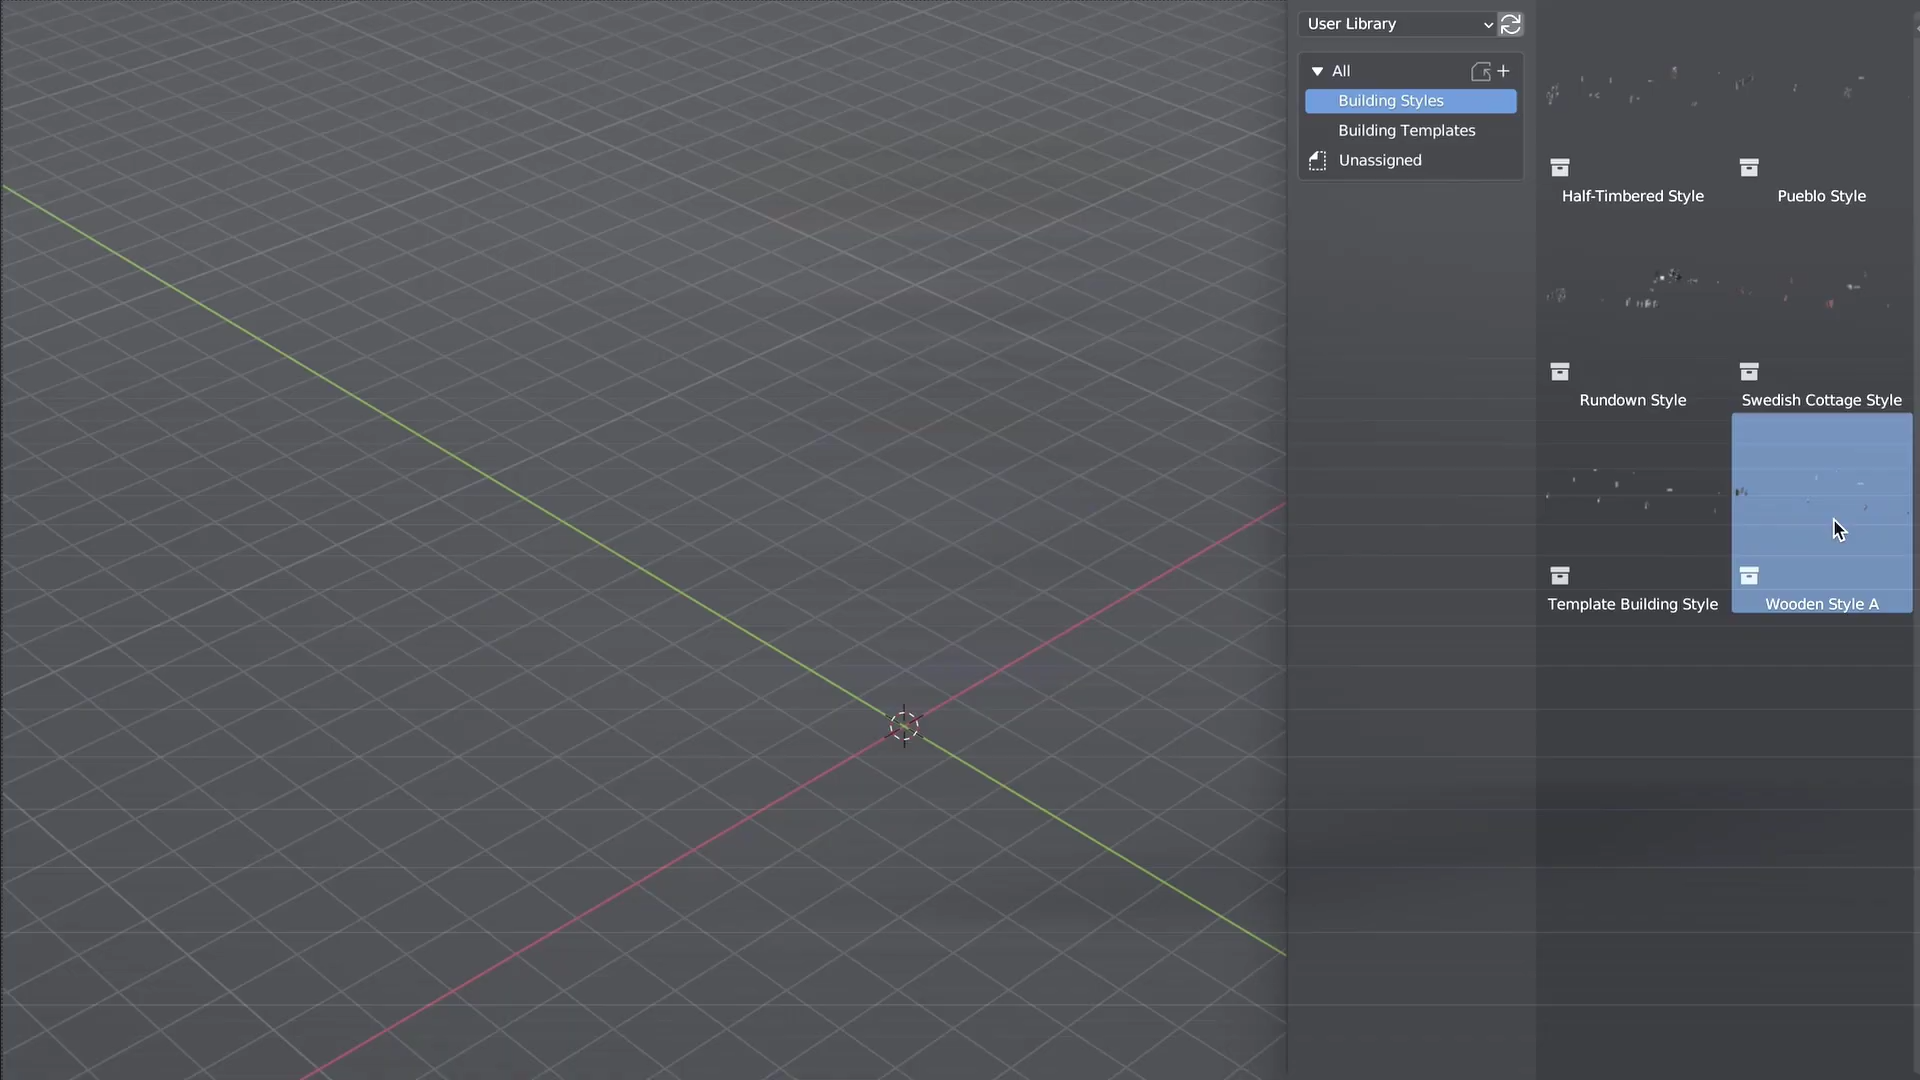 User Library
All
Building Styles
Building Templates
Unassigned
Half-Timbered Style
Pueblo Style
Rundown Style
Swedish Cottage Style
Template Building Style
Wooden Style A